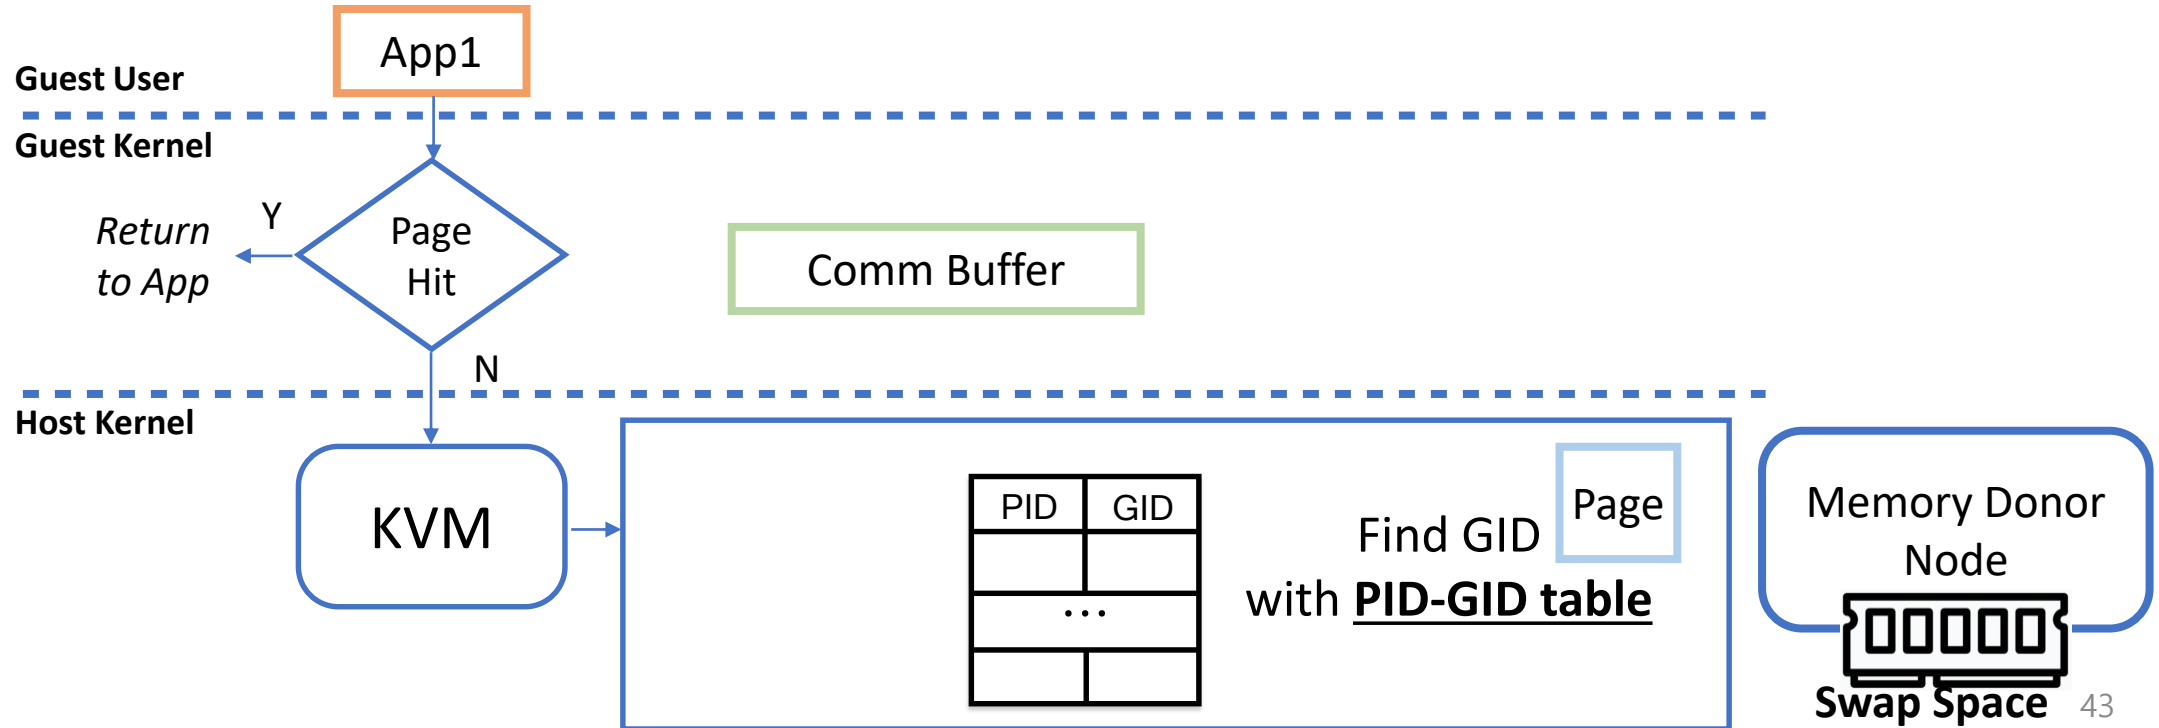 App1
Guest User
Guest Kernel
Return
to App
Y
Page
Hit
N
Comm Buffer
Host Kernel
KVM
PID GID
...
Find GID
with PID-GID table
Page
Memory Donor
Node
Swap Space
43